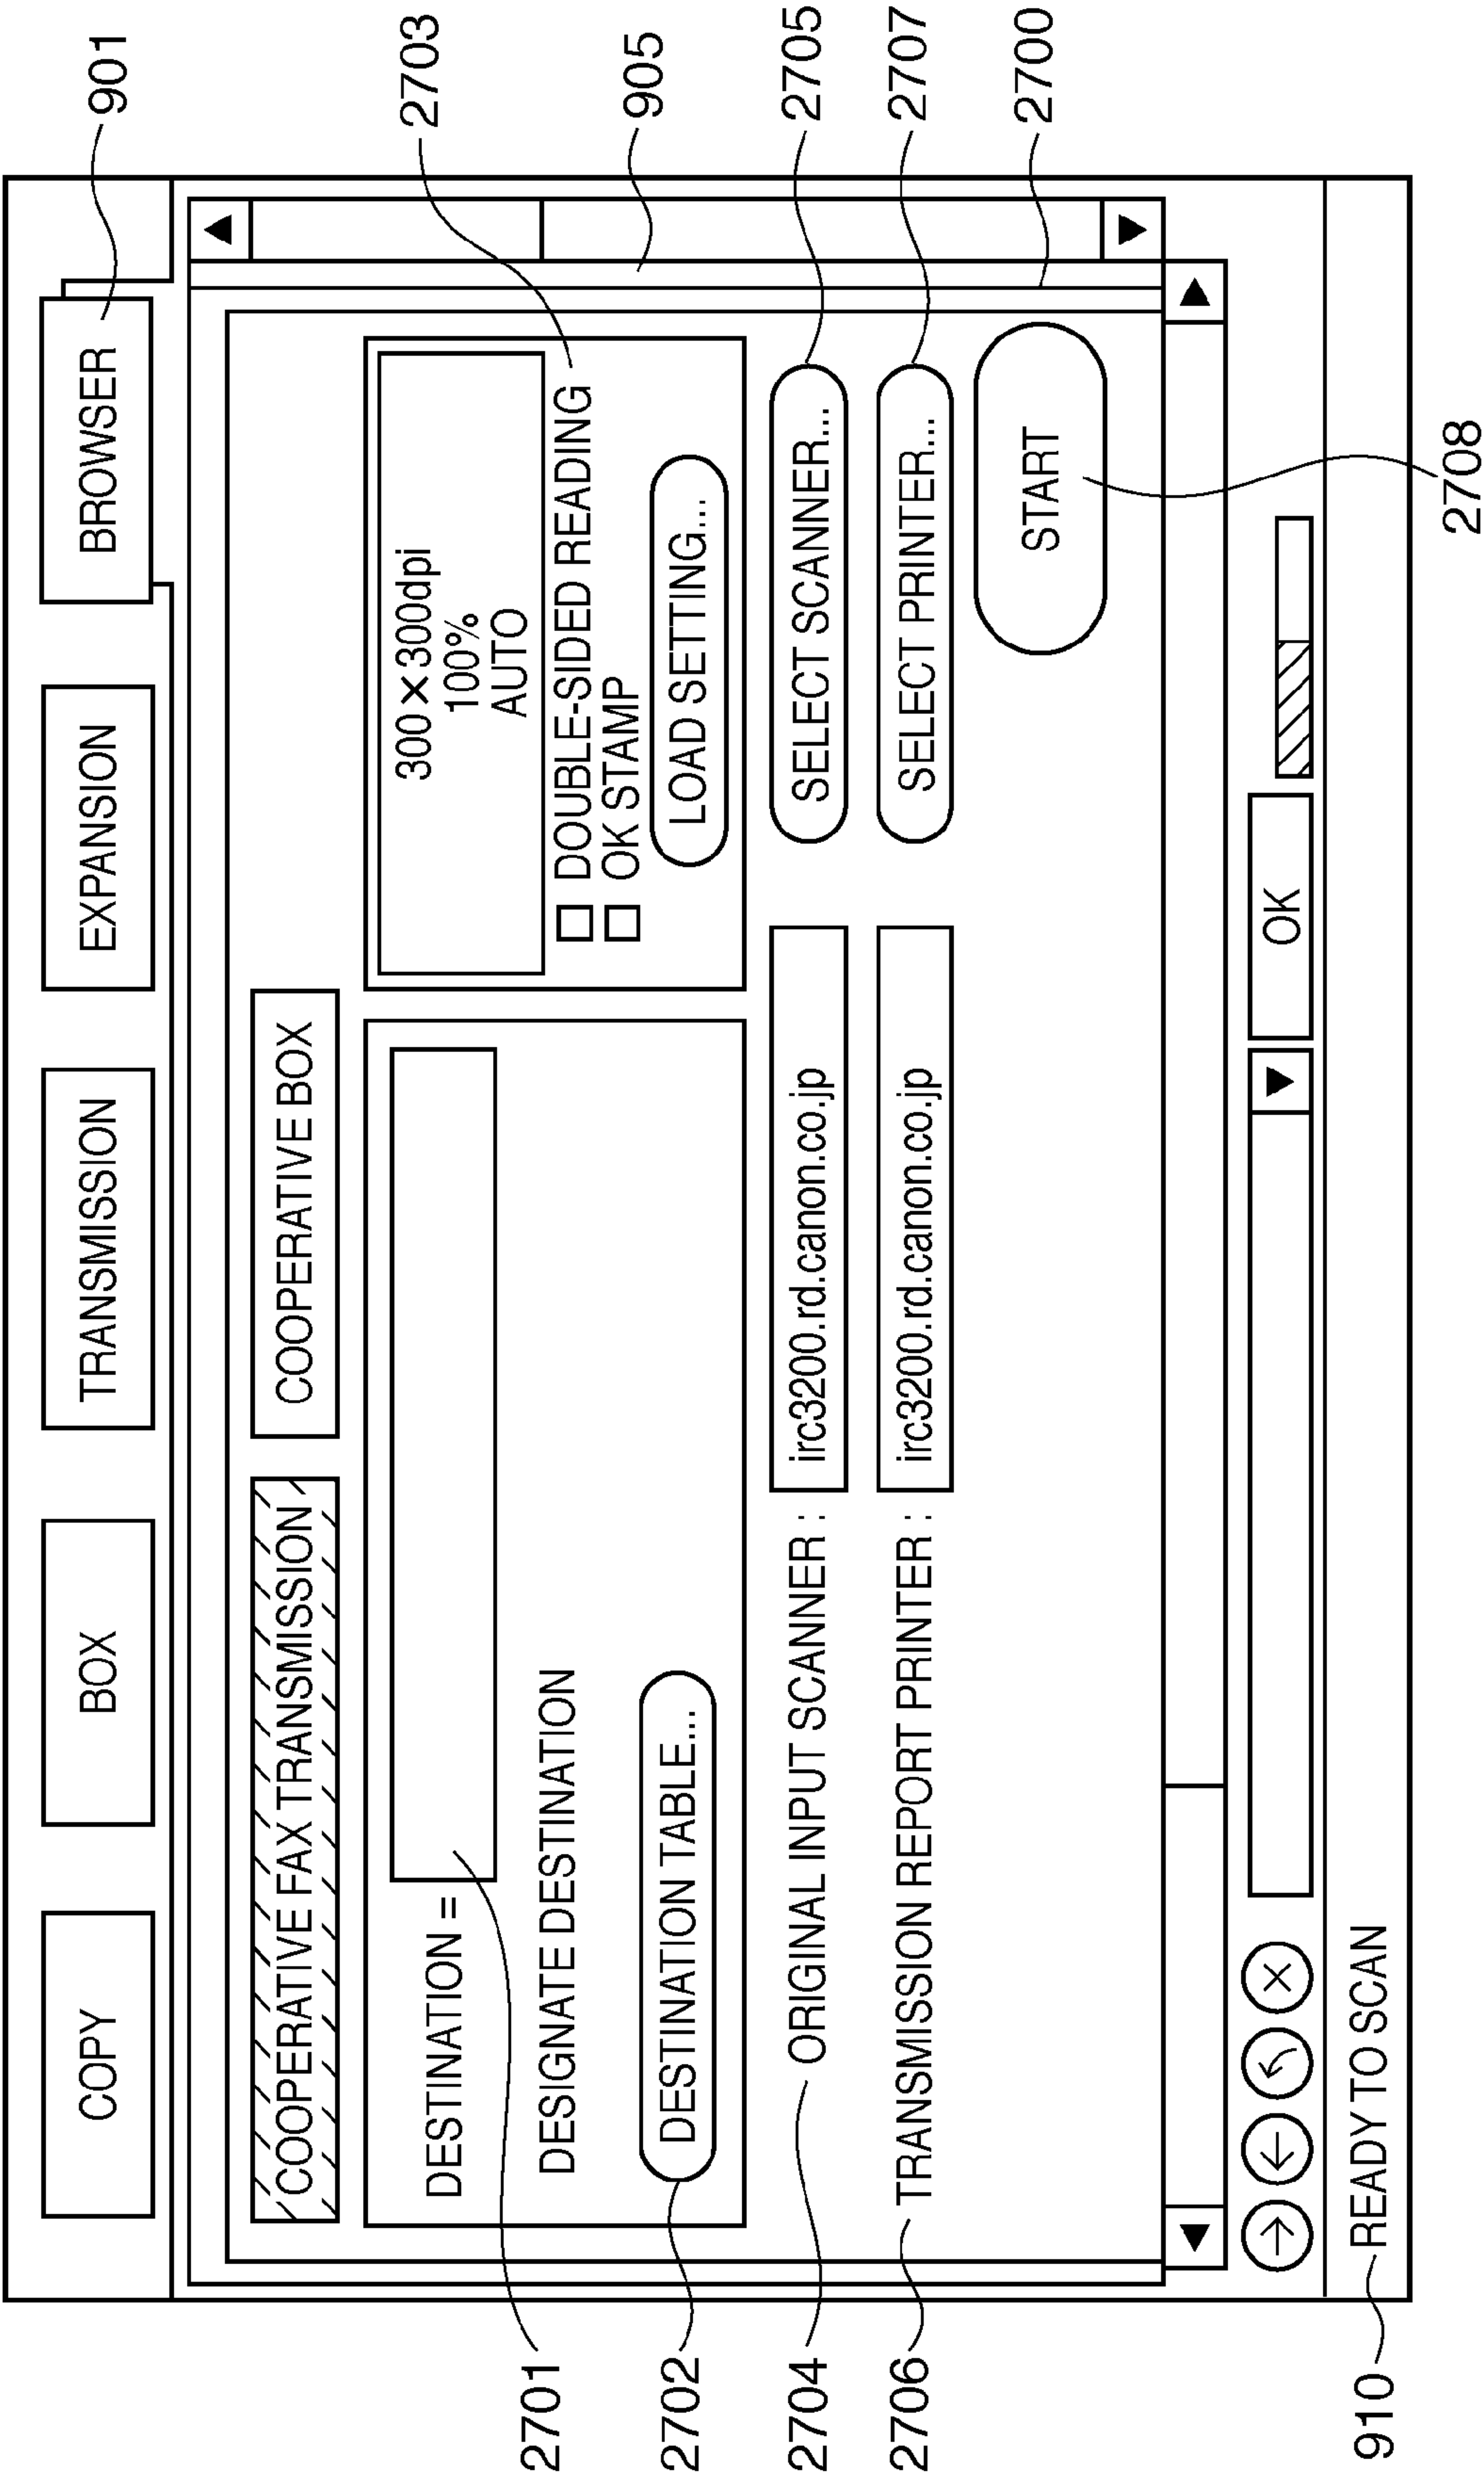 COPY
BOX
TRANSMISSION
EXPANSION
BROWSER
901
COOPERATIVE FAX TRANSMISSION
COOPERATIVE BOX
DESTINATION =
DESIGNATE DESTINATION
DESTINATION TABLE...
300×300dpi
100%
AUTO
2703
□ DOUBLE-SIDED READING
□ OK STAMP
LOAD SETTING...
905
2701
2702
2704
ORIGINAL INPUT SCANNER : irc3200.rd.canon.co.jp SELECT SCANNER...
2705
2706
TRANSMISSION REPORT PRINTER : irc3200.rd.canon.co.jp SELECT PRINTER...
2707
START
2700
OK
2708
910
READY TO SCAN